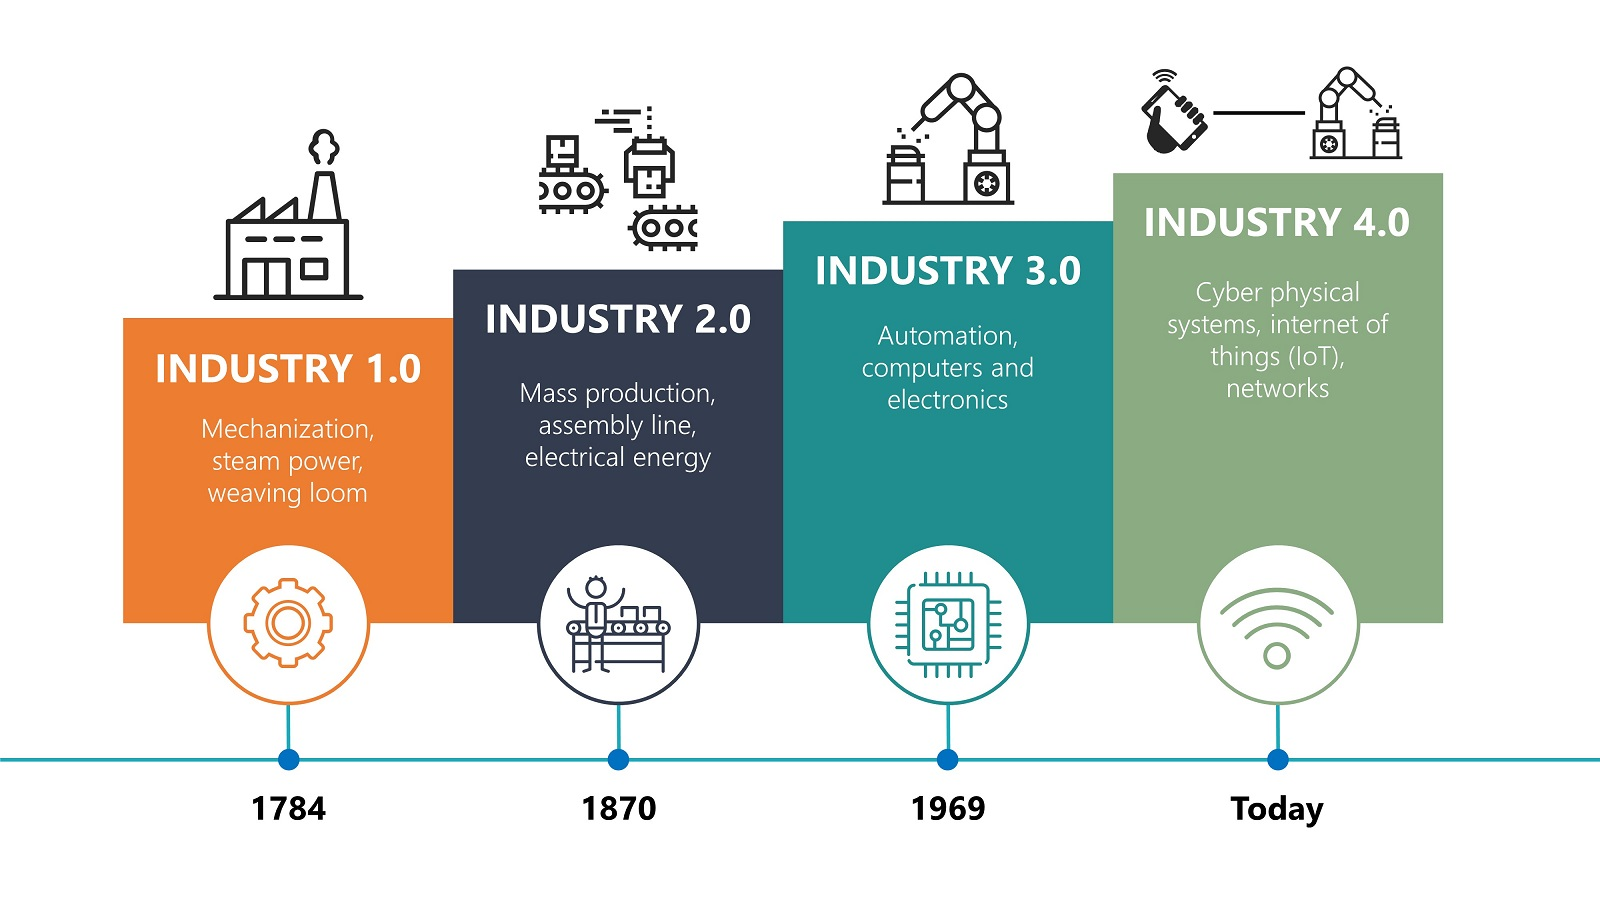 INDUSTRY 1.0
Mechanization,
steam power,
weaving loom
1784
INDUSTRY 2.0
Mass production,
assembly line,
electrical energy
1870
INDUSTRY 3.0
Automation,
computers and
electronics
1969
INDUSTRY 4.0
Cyber physical
systems, internet of
things (IoT),
networks
Today